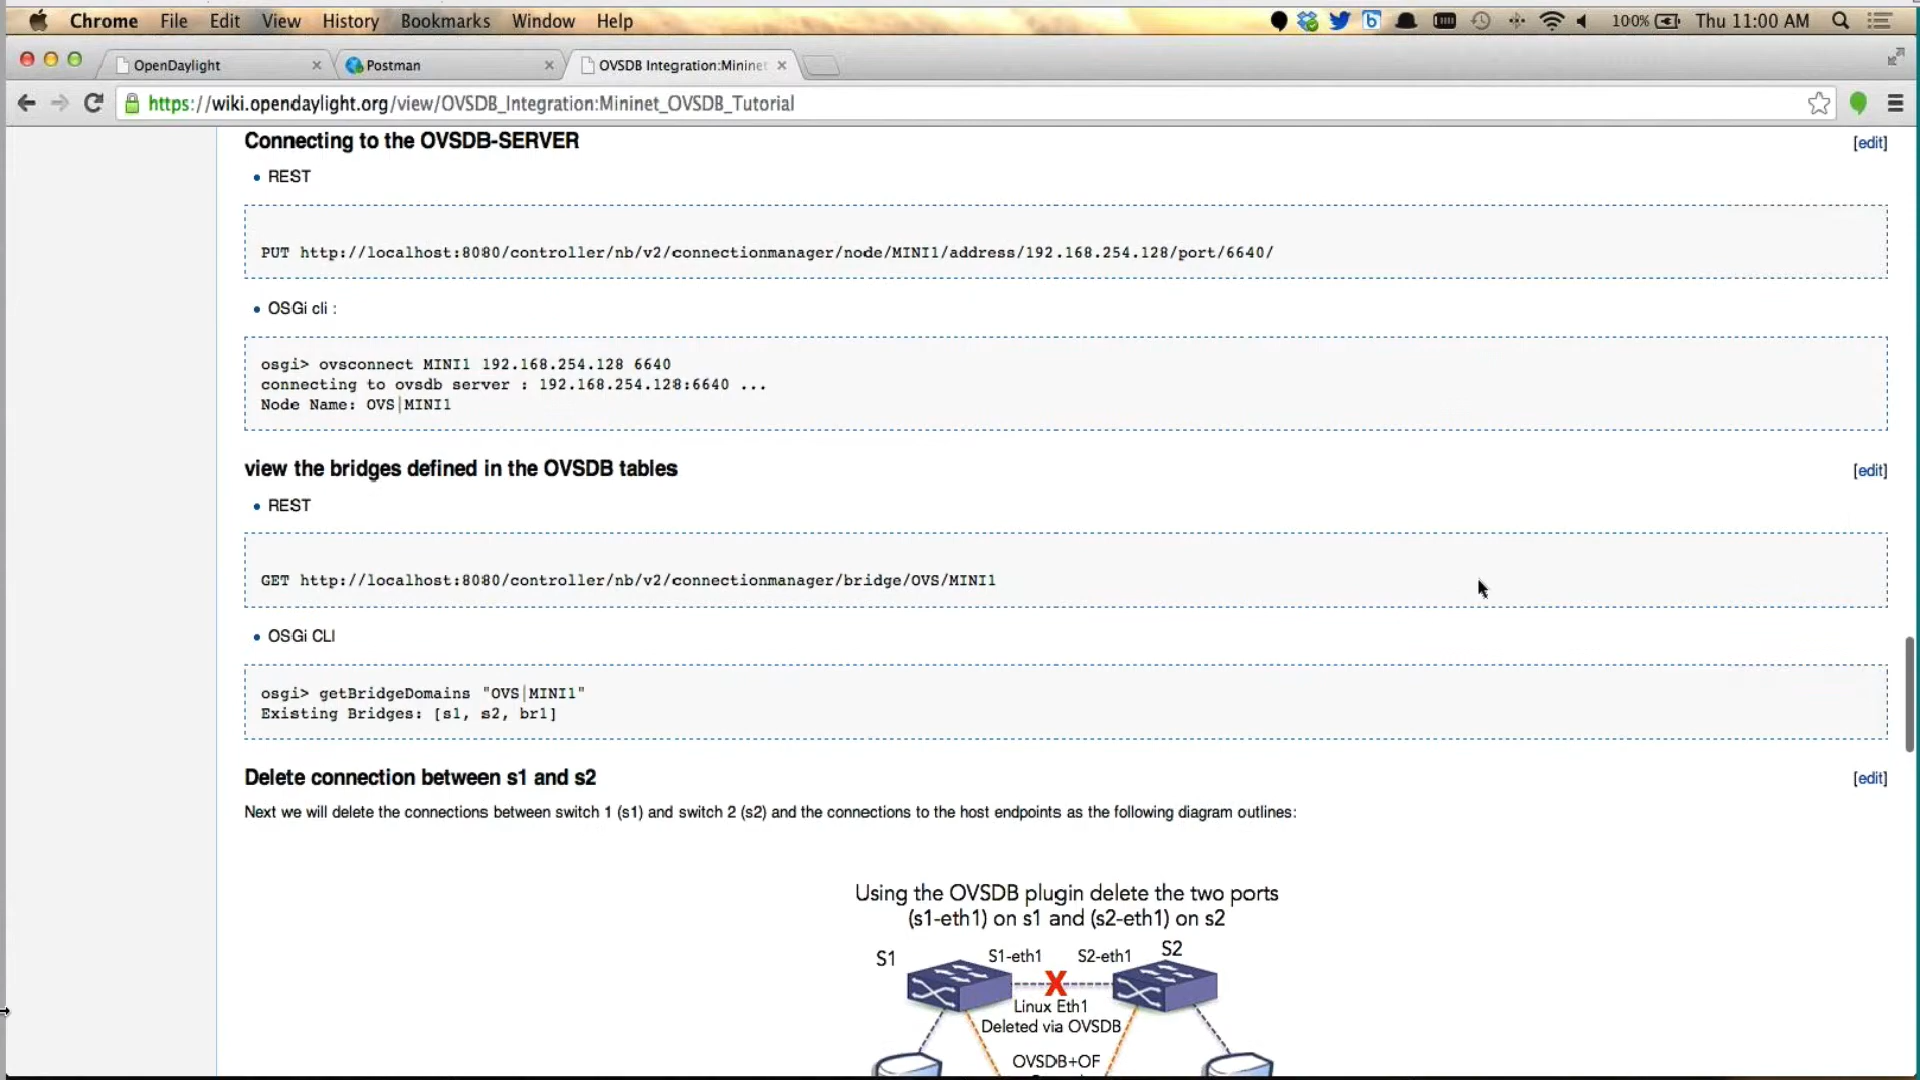 Chrome File Edit View History Bookmarks Window Help 100% Thu 11:00 AM
OpenDaylight Postman OVSDB Integration:Mininet
https://wiki.opendaylight.org/view/OVSDB_Integration:Mininet_OVSDB_Tutorial
Connecting to the OVSDB-SERVER [edit]
REST
PUT http://localhost:8080/controller/nb/v2/connectionmanager/node/MINI1/address/192.168.254.128/port/6640/
OSGi cli :
osgi> ovsconnect MINI1 192.168.254.128 6640
connecting to ovsdb server : 192.168.254.128:6640 ...
Node Name: OVS|MINI1
view the bridges defined in the OVSDB tables [edit]
REST
GET http://localhost:8080/controller/nb/v2/connectionmanager/bridge/OVS/MINI1
OSGi CLI
osgi> getBridgeDomains "OVS|MINI1"
Existing Bridges: [s1, s2, br1]
Delete connection between s1 and s2 [edit]
Next we will delete the connections between switch 1 (s1) and switch 2 (s2) and the connections to the host endpoints as the following diagram outlines:
Using the OVSDB plugin delete the two ports
(s1-eth1) on s1 and (s2-eth1) on s2
S1 S1-eth1 S2-eth1 S2
X
Linux Eth1
Deleted via OVSDB
OVSDB+OF